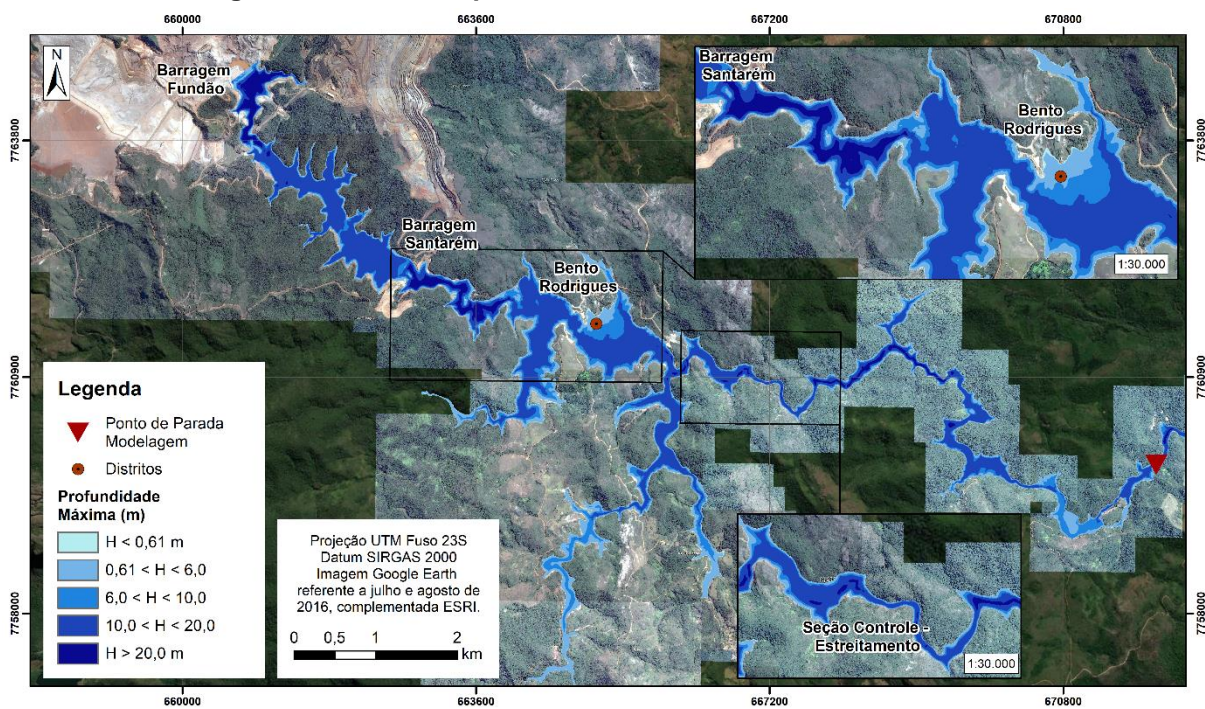 660000
663600
667200
670800
N
Barragem
Fundão
Barragem
Santarém
Bento
Rodrigues
1:30.000
7763800
7763800
Barragem
Santarém
Bento
Rodrigues
7760900
7760900
Legenda
Ponto de Parada
Modelagem
Distritos
Profundidade
Máxima (m)
H < 0,61 m
0,61 < H < 6,0
6,0 < H < 10,0
10,0 < H < 20,0
H > 20,0 m
Projeção UTM Fuso 23S
Datum SIRGAS 2000
Imagem Google Earth
referente a julho e agosto de
2016, complementada ESRI.
0 0,5 1 2
km
Seção Controle -
Estreitamento
1:30.000
7758000
7758000
660000
663600
667200
670800